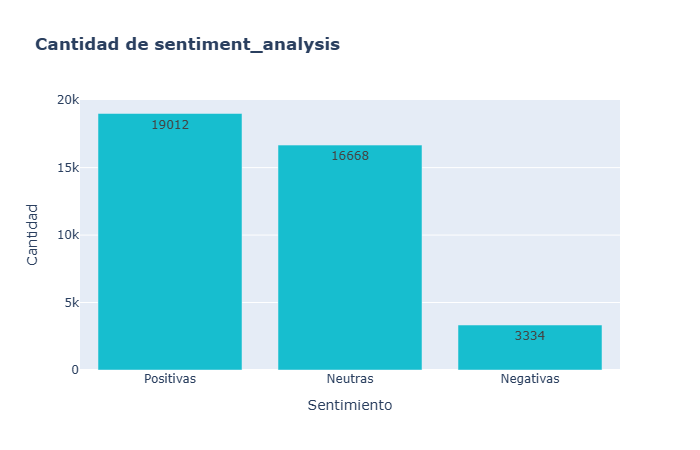 Cantidad de sentiment_analysis
20k
15k
10k
5k
0
Cantidad
19012
16668
3334
Positivas
Neutras
Negativas
Sentimiento